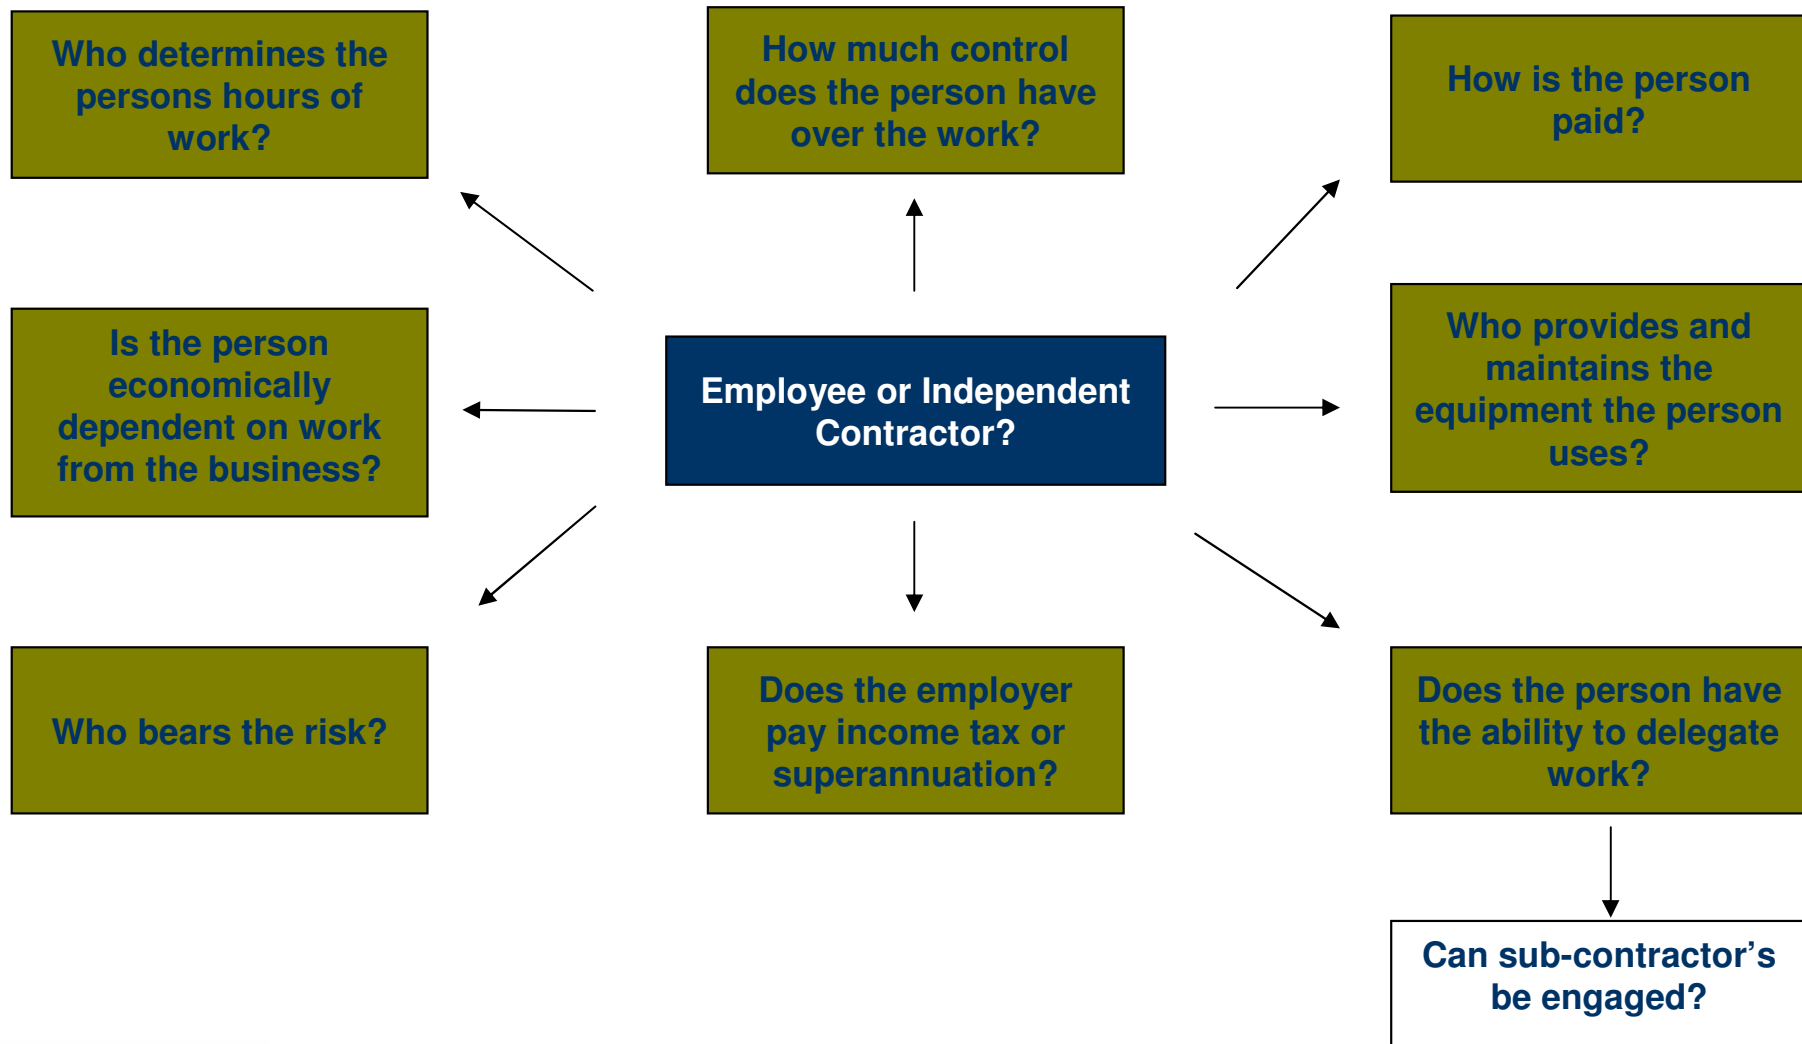 Who determines the
persons hours of
work?
How much control
does the person have
over the work?
How is the person
paid?
Is the person
economically
dependent on work
from the business?
Employee or Independent
Contractor?
Who provides and
maintains the
equipment the person
uses?
Who bears the risk?
Does the employer
pay income tax or
superannuation?
Does the person have
the ability to delegate
work?
Can sub-contractor’s
be engaged?